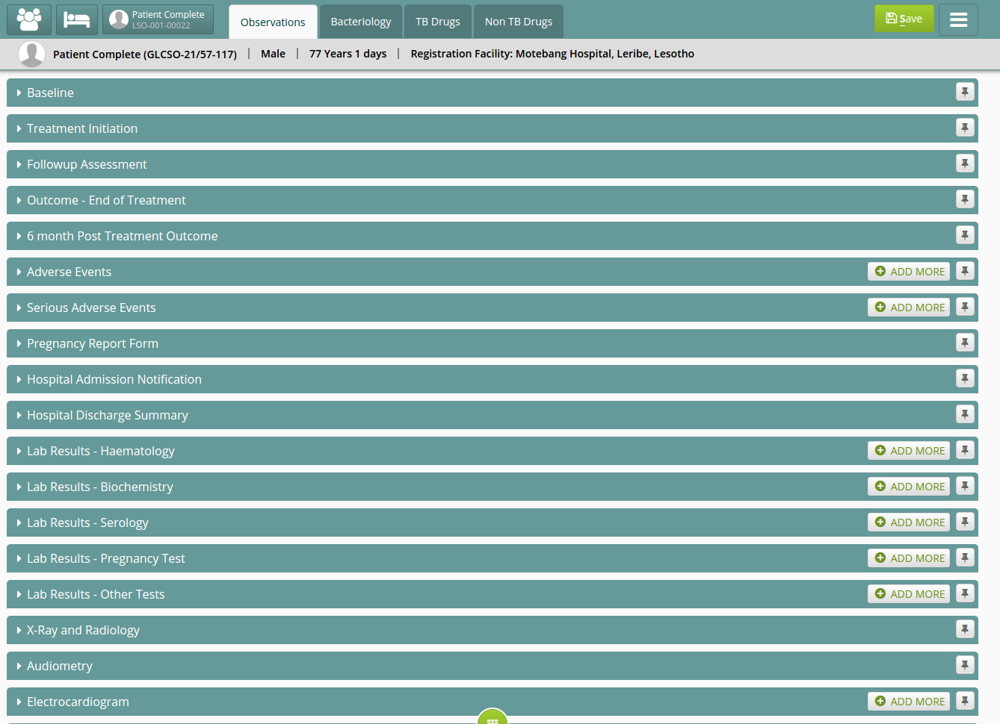 Patient Complete
LSO-001-00022
Observations
Bacteriology
TB Drugs
Non TB Drugs
Save
Patient Complete (GLCSO-21/57-117) | Male | 77 Years 1 days | Registration Facility: Motebang Hospital, Leribe, Lesotho
Baseline
Treatment Initiation
Followup Assessment
Outcome - End of Treatment
6 month Post Treatment Outcome
Adverse Events ADD MORE
Serious Adverse Events ADD MORE
Pregnancy Report Form
Hospital Admission Notification
Hospital Discharge Summary
Lab Results - Haematology ADD MORE
Lab Results - Biochemistry ADD MORE
Lab Results - Serology ADD MORE
Lab Results - Pregnancy Test ADD MORE
Lab Results - Other Tests ADD MORE
X-Ray and Radiology
Audiometry
Electrocardiogram ADD MORE